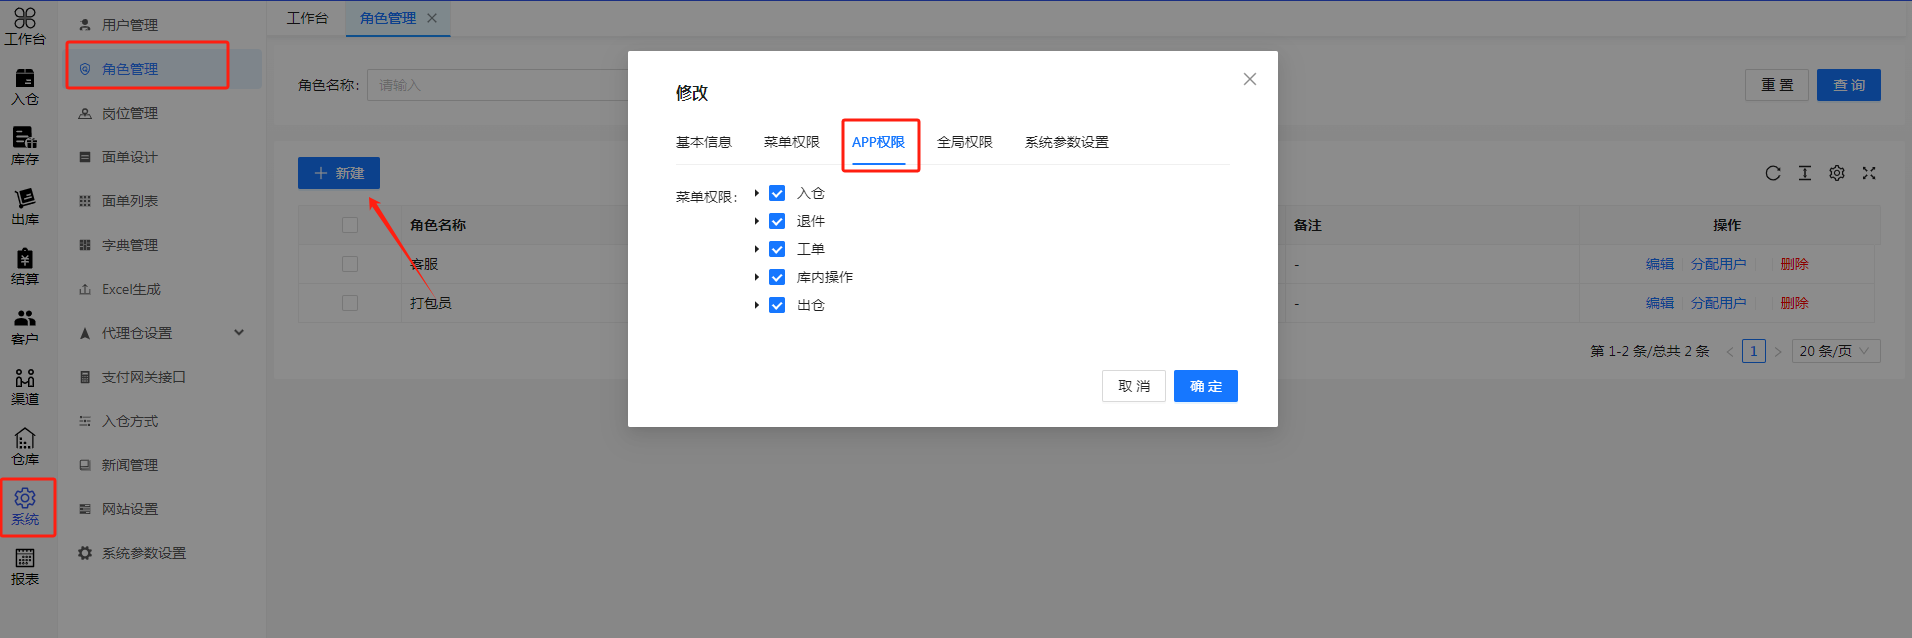 工作台
入仓
库存
出库
结算
客户
渠道
仓库
系统
报表
用户管理
角色管理
岗位管理
面单设计
面单列表
字典管理
Excel生成
代理仓设置
支付网关接口
入仓方式
新闻管理
网站设置
系统参数设置
工作台 角色管理
角色名称: 请输入
重 置 查 询
新建
角色名称 备注 操作
客服 - 编辑 分配用户 删除
打包员 - 编辑 分配用户 删除
第 1-2 条/总共 2 条 < 1 > 20 条/页
修改
基本信息 菜单权限 APP权限 全局权限 系统参数设置
菜单权限: 入仓
退件
工单
库内操作
出仓
取 消 确 定